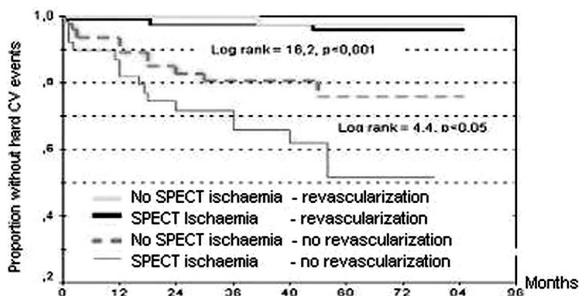 Proportion without hard CV events
1,0
,8
,6
,4
,2
Log rank = 16,2, p<0,001
Log rank = 4.4, p<0.05
No SPECT ischaemia - revascularization
SPECT Ischaemia - revascularization
No SPECT ischaemia - no revascularization
SPECT ischaemia - no revascularization
0 12 24 36 48 60 72 84 96
Months